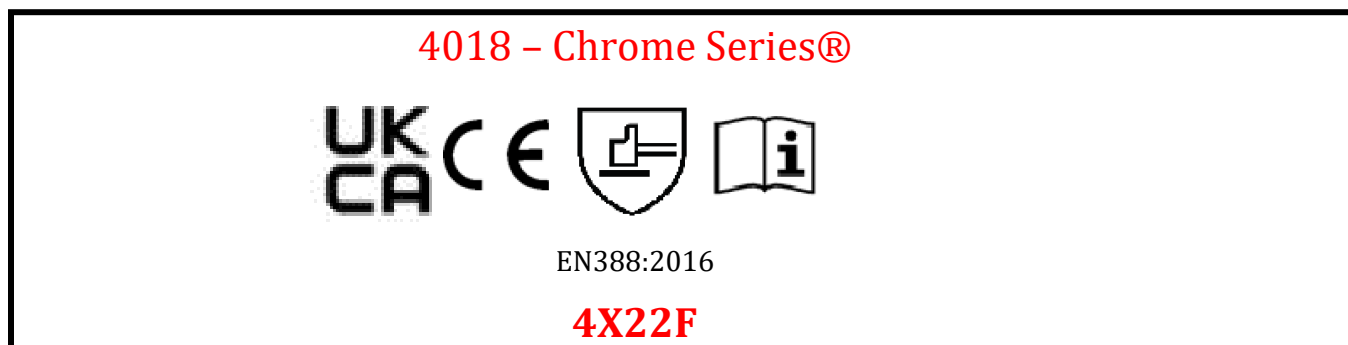 4018 – Chrome Series®
UK
CA
CE
i
EN388:2016
4X22F